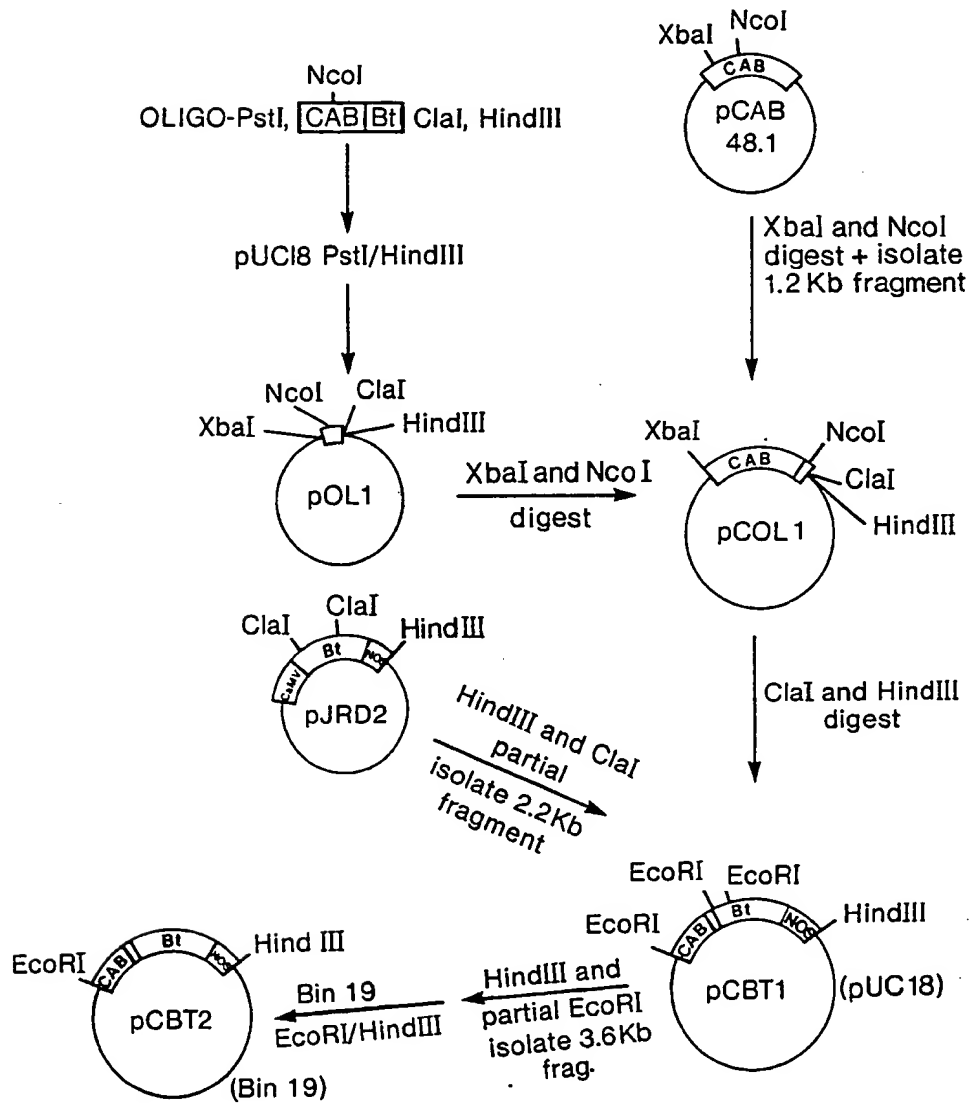 NcoI
OLIGO-PstI, CAB Bt ClaI, HindIII
pUC18 PstI/HindIII
XbaI
NcoI
CAB
pCAB
48.1
XbaI and NcoI
digest + isolate
1.2 Kb fragment
NcoI
ClaI
XbaI
HindIII
pOL1
XbaI and NcoI
digest
XbaI
CAB
NcoI
ClaI
HindIII
pCOL 1
ClaI
ClaI
HindIII
CaMV
Bt
NOS
pJRD2
HindIII and ClaI
partial
isolate 2.2Kb
fragment
ClaI and HindIII
digest
EcoRI
EcoRI
EcoRI
CAB
Bt
NOS
HindIII
pCBT1
(pUC18)
HindIII and
partial EcoRI
isolate 3.6Kb
frag.
Bin 19
EcoRI/HindIII
EcoRI
CAB
Bt
NOS
Hind III
pCBT2
(Bin 19)